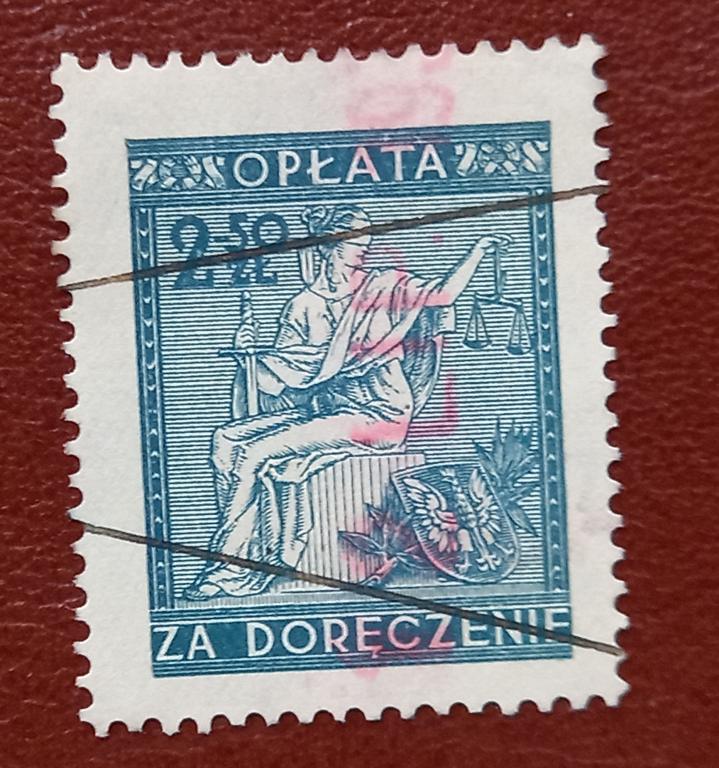 OPŁATA
2 50 ZŁ
ZA DORĘCZENIE